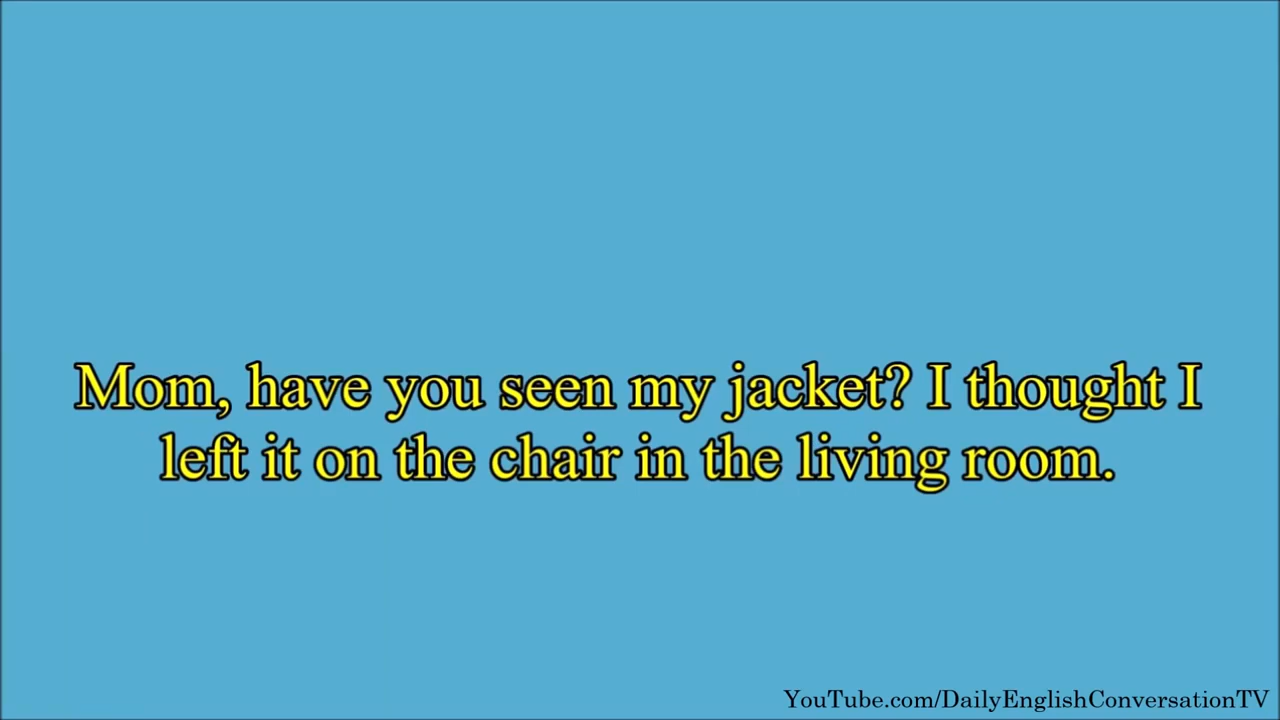 Mom, have you seen my jacket? I thought I
left it on the chair in the living room.
YouTube.com/DailyEnglishConversationTV